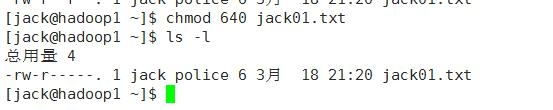 [jack@hadoop1 ~]$ chmod 640 jack01.txt
[jack@hadoop1 ~]$ ls -l
总用量 4
-rw-r-----. 1 jack police 6 3月  18 21:20 jack01.txt
[jack@hadoop1 ~]$